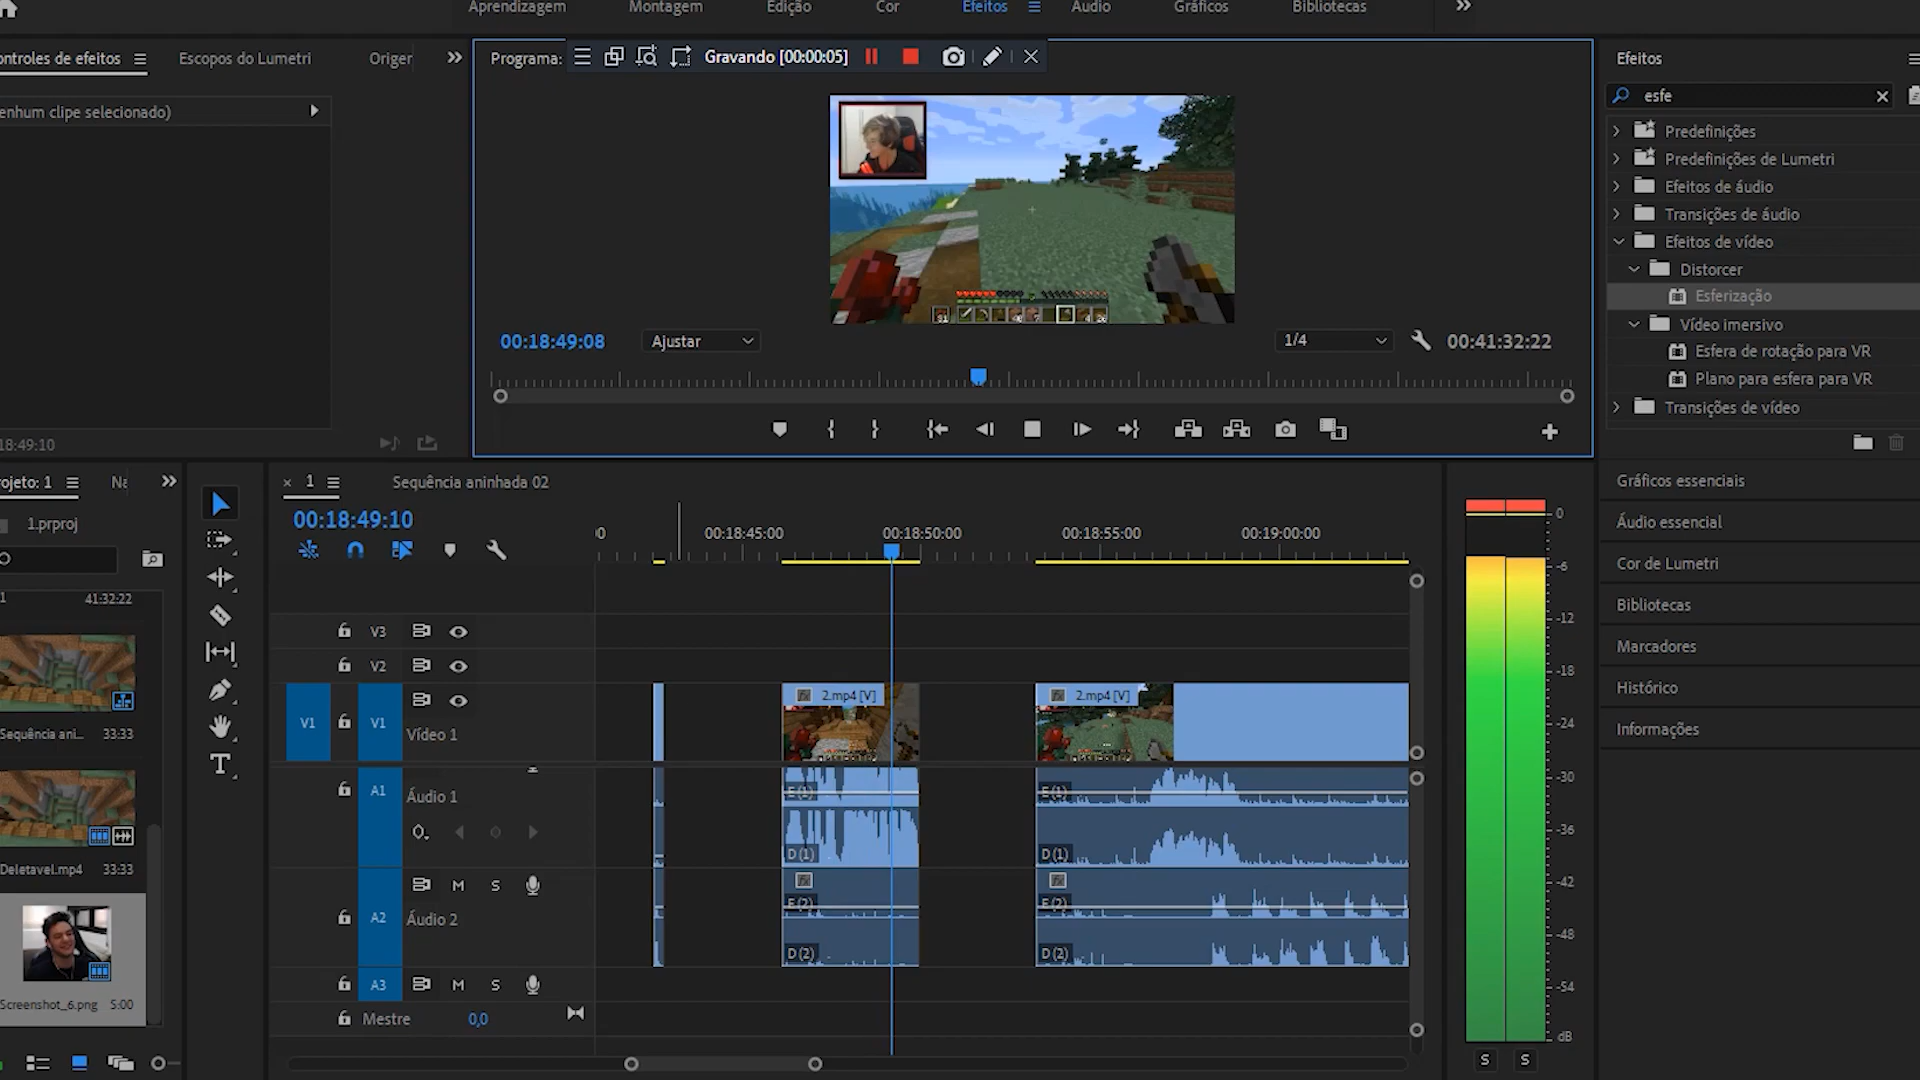 Aprendizagem Montagem Edição Cor Efeitos Áudio Gráficos Bibliotecas
ontroles de efeitos Escopos do Lumetri Origer
enhum clipe selecionado)
18:49:10
Programa: Gravando [00:00:05]
00:18:49:08 Ajustar 1/4 00:41:32:22
Efeitos
esfe
Predefinições
Predefinições de Lumetri
Efeitos de áudio
Transições de áudio
Efeitos de vídeo
Distorcer
Esferização
Vídeo imersivo
Esfera de rotação para VR
Plano para esfera para VR
Transições de vídeo
Gráficos essenciais
Áudio essencial
Cor de Lumetri
Bibliotecas
Marcadores
Histórico
Informações
rojeto: 1
1.prproj
41:32:22
Sequência ani... 33:33
Deletavel.mp4 33:33
Screenshot_6.png 5:00
1 Sequência aninhada 02
00:18:49:10
00:18:45:00 00:18:50:00 00:18:55:00 00:19:00:00
V3
V2
V1 V1 Vídeo 1
2.mp4 [V] 2.mp4 [V]
A1 Áudio 1
E (1) E (1)
D (1) D (1)
M S
A2 Áudio 2
E (2) E (2)
D (2) D (2)
A3 M S
Mestre 0,0
0
-6
-12
-18
-24
-30
-36
-42
-48
-54
dB
S S